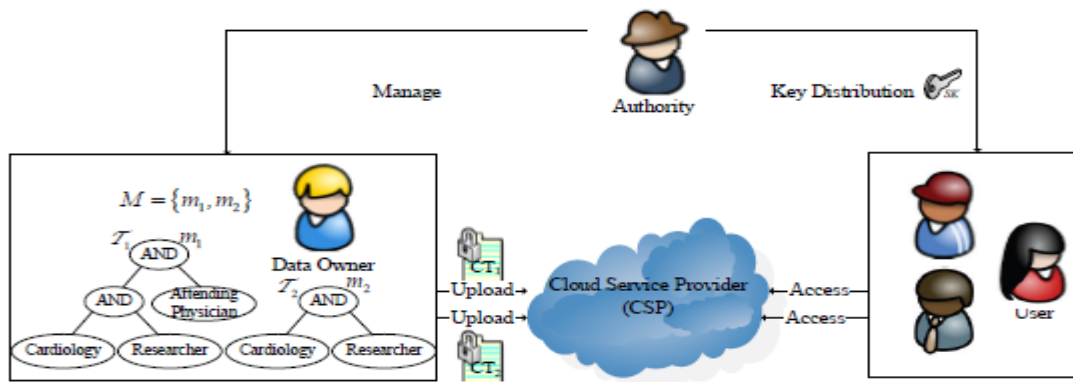 Manage
Key Distribution
SK
Authority
M = {m₁, m₂}
𝒯₁
m₁
AND
Data Owner
𝒯₂
m₂
AND
Attending
Physician
AND
Cardiology
Researcher
Cardiology
Researcher
CT₁
Upload
Upload
CT₂
Cloud Service Provider
(CSP)
Access
Access
User